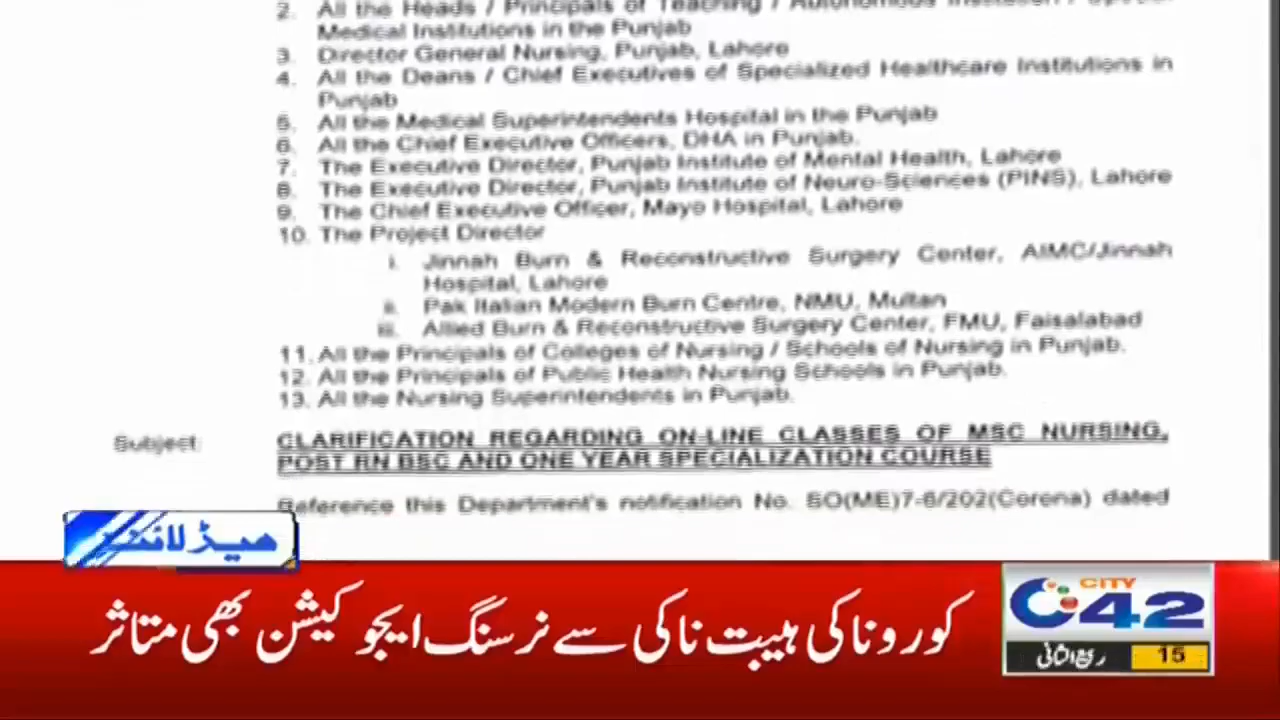 2. All the Heads / Principals of Teaching / Autonomous Institution / Special
Medical Institutions in the Punjab
3. Director General Nursing, Punjab, Lahore
4. All the Deans / Chief Executives of Specialized Healthcare Institutions in
Punjab
5. All the Medical Superintendents Hospital in the Punjab
6. All the Chief Executive Officers, DHA in Punjab.
7. The Executive Director, Punjab Institute of Mental Health, Lahore
8. The Executive Director, Punjab Institute of Neuro-Sciences (PINS), Lahore
9. The Chief Executive Officer, Mayo Hospital, Lahore
10. The Project Director
i. Jinnah Burn & Reconstructive Surgery Center, AIMC/Jinnah
Hospital, Lahore
ii. Pak Italian Modern Burn Centre, NMU, Multan
iii. Allied Burn & Reconstructive Surgery Center, FMU, Faisalabad
11. All the Principals of Colleges of Nursing / Schools of Nursing in Punjab.
12. All the Principals of Public Health Nursing Schools in Punjab.
13. All the Nursing Superintendents in Punjab.
Subject: CLARIFICATION REGARDING ON-LINE CLASSES OF MSC NURSING,
POST RN BSC AND ONE YEAR SPECIALIZATION COURSE
Reference this Department's notification No. SO(ME)7-6/202(Corona) dated
ہیڈلائنز
کورونا کی ہیبت ناکی سے نرسنگ ایجوکیشن بھی متاثر
CITY
42
ربیع الثانی 15